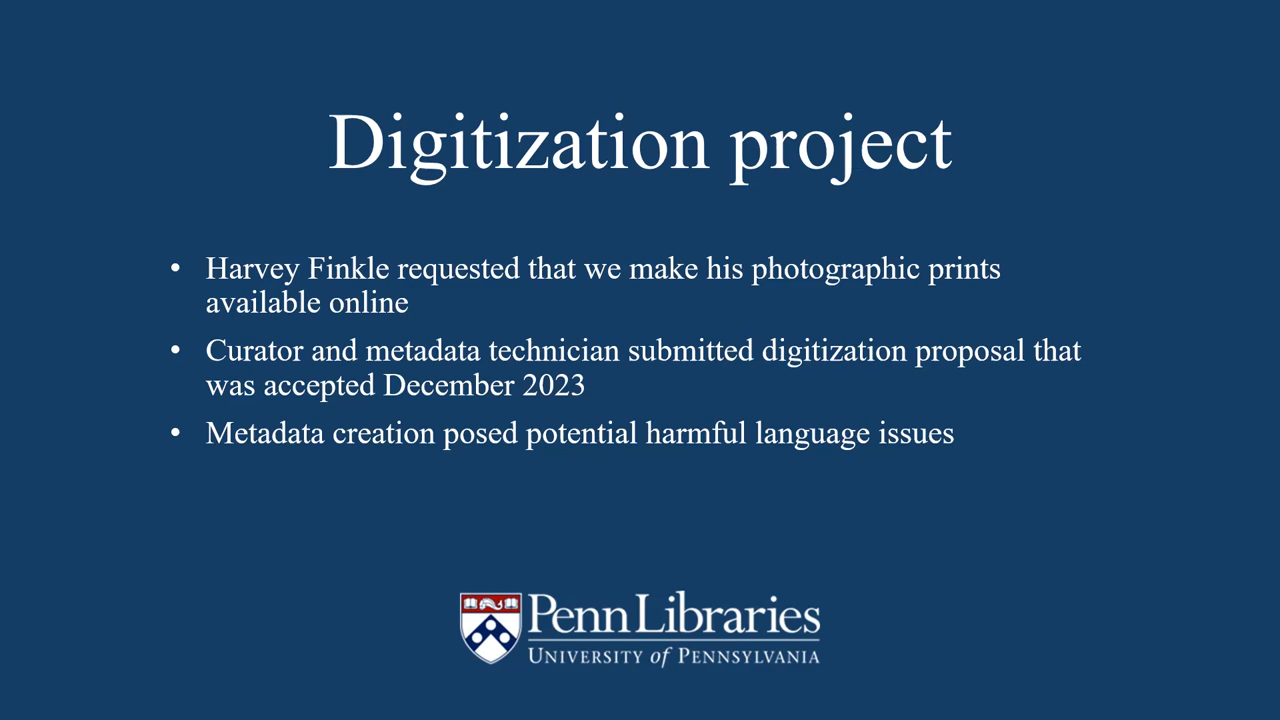 Digitization project
• Harvey Finkle requested that we make his photographic prints
available online
• Curator and metadata technician submitted digitization proposal that
was accepted December 2023
• Metadata creation posed potential harmful language issues
Penn Libraries
UNIVERSITY of PENNSYLVANIA